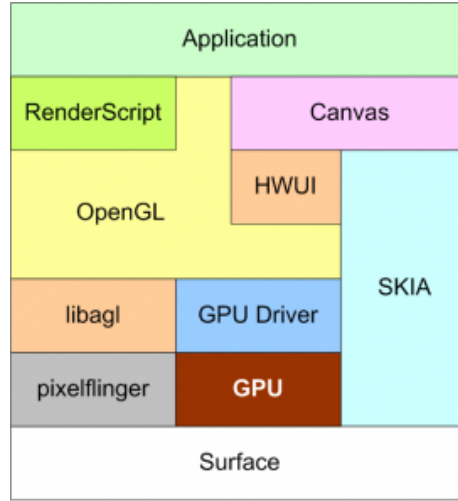 Application
RenderScript
Canvas
HWUI
OpenGL
SKIA
libagl
GPU Driver
pixelflinger
GPU
Surface